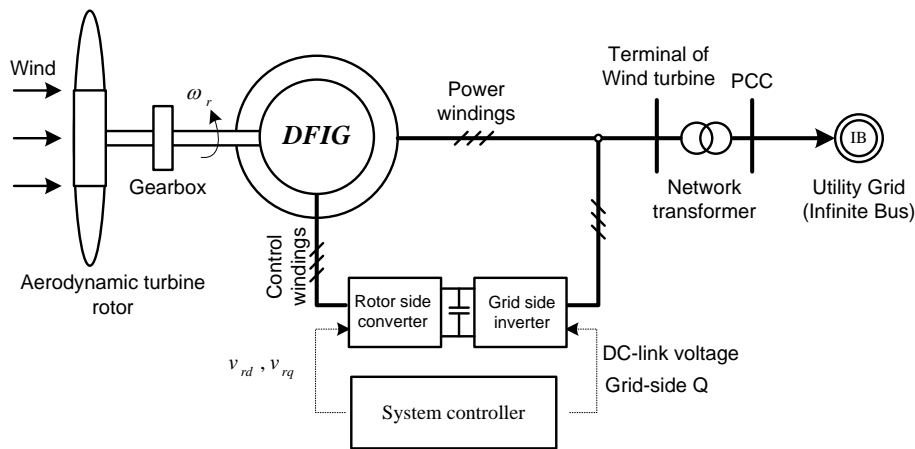 Wind
ω r
Gearbox
Aerodynamic turbine
rotor
DFIG
Power
windings
Control
windings
Terminal of
Wind turbine
PCC
Network
transformer
IB
Utility Grid
(Infinite Bus)
Rotor side
converter
Grid side
inverter
v rd , v rq
DC-link voltage
Grid-side Q
System controller